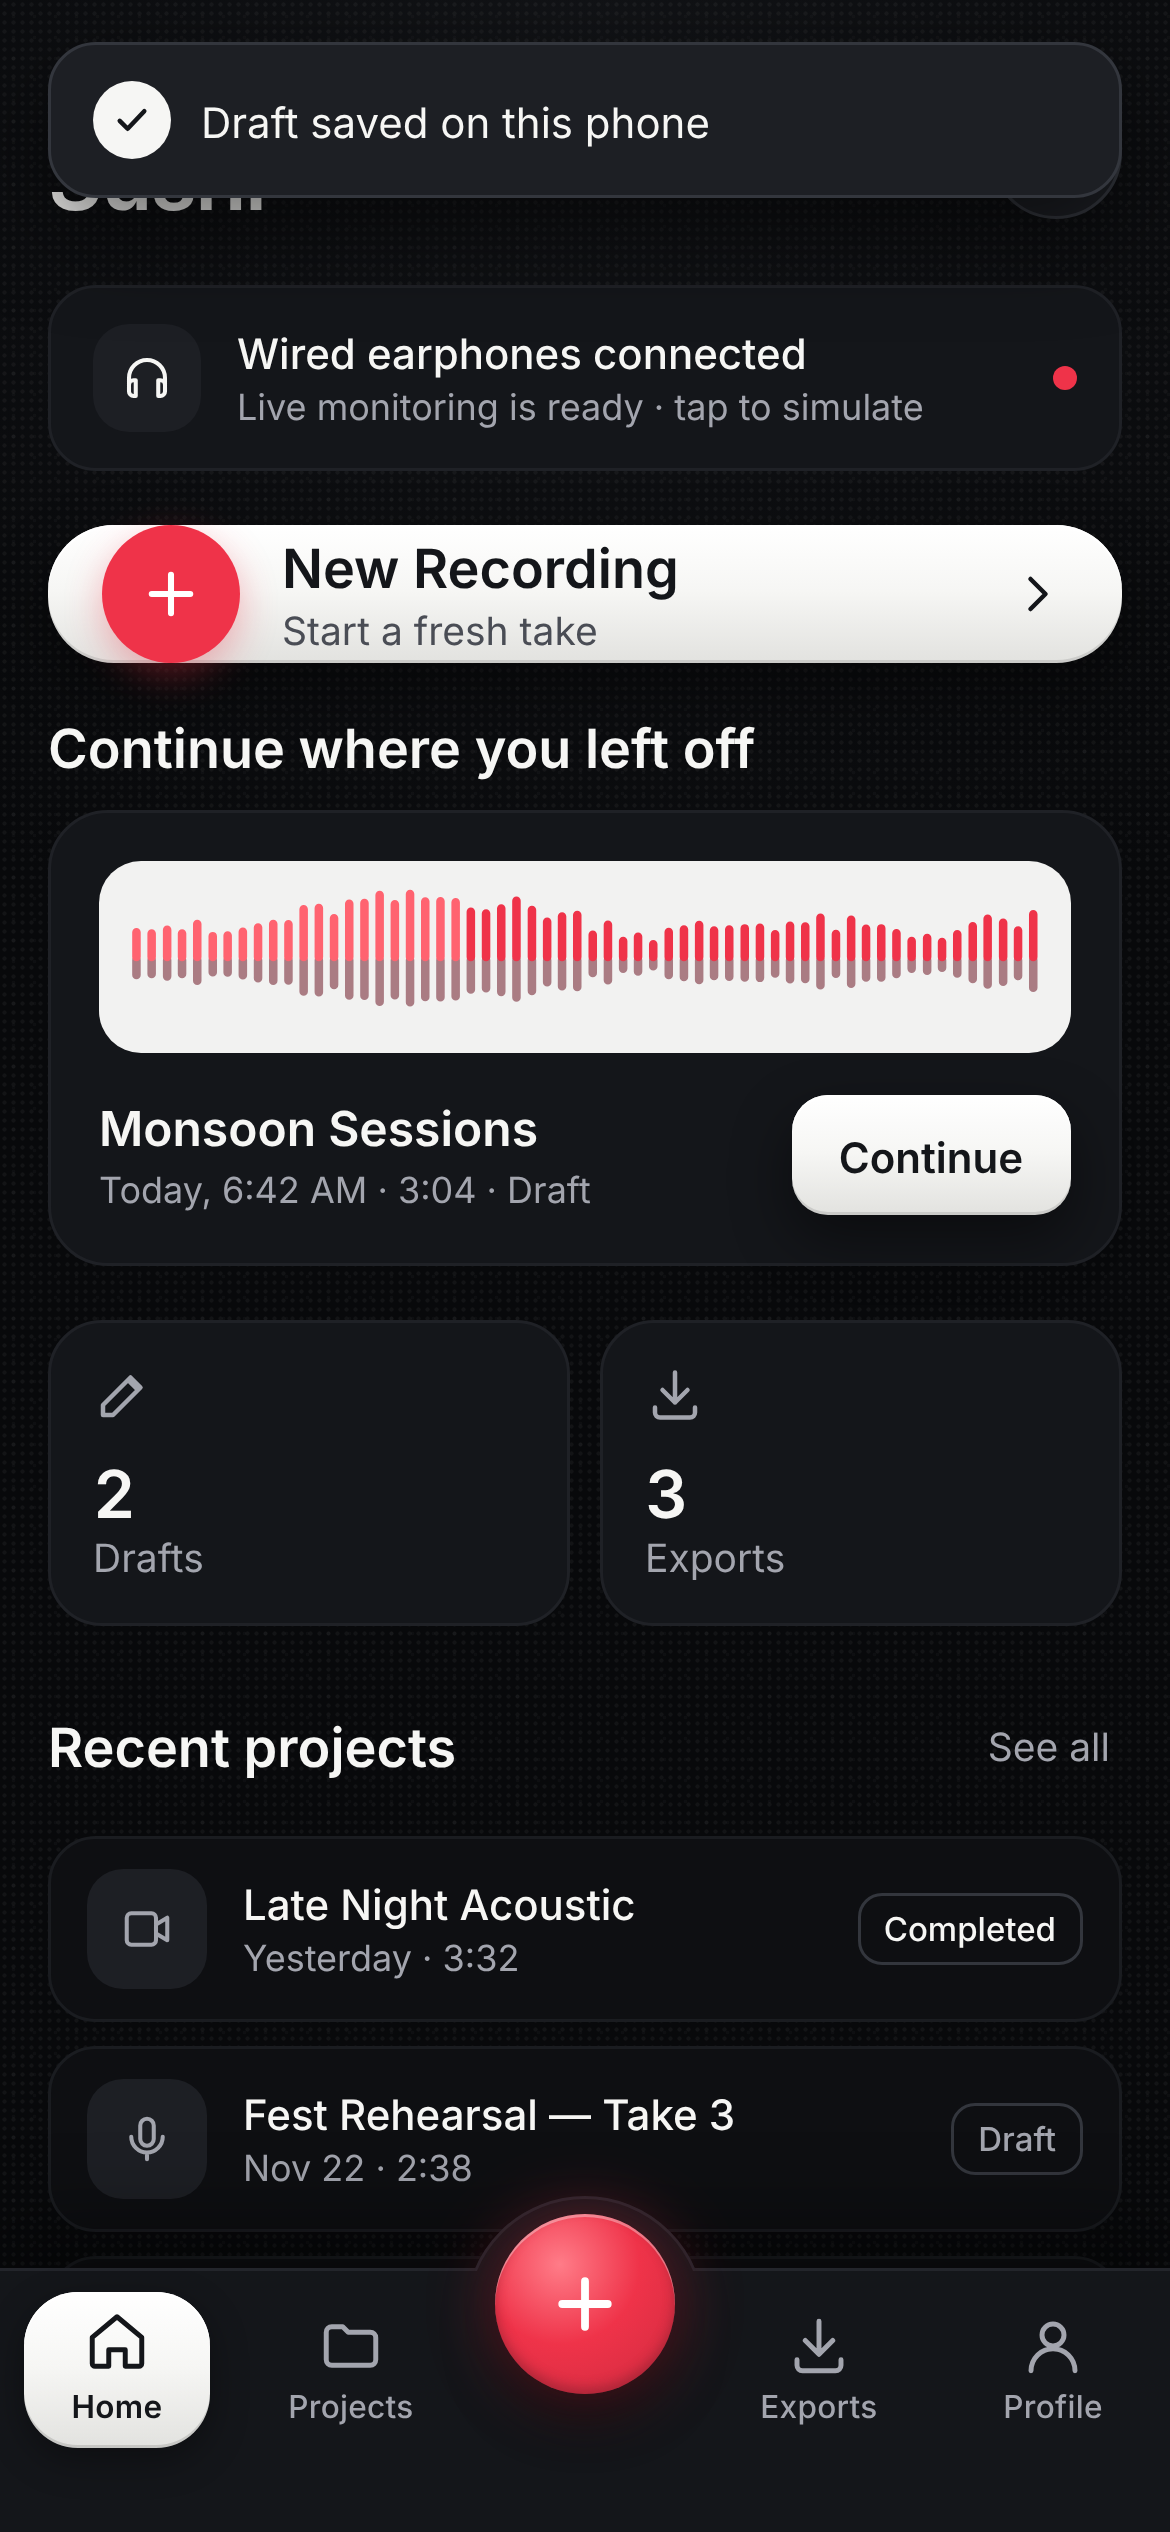 Draft saved on this phone
Wired earphones connected
Live monitoring is ready · tap to simulate
New Recording
Start a fresh take
Continue where you left off
Monsoon Sessions
Today, 6:42 AM · 3:04 · Draft
Continue
2
Drafts
3
Exports
Recent projects
See all
Late Night Acoustic
Yesterday · 3:32
Completed
Fest Rehearsal — Take 3
Nov 22 · 2:38
Draft
Home
Projects
Exports
Profile